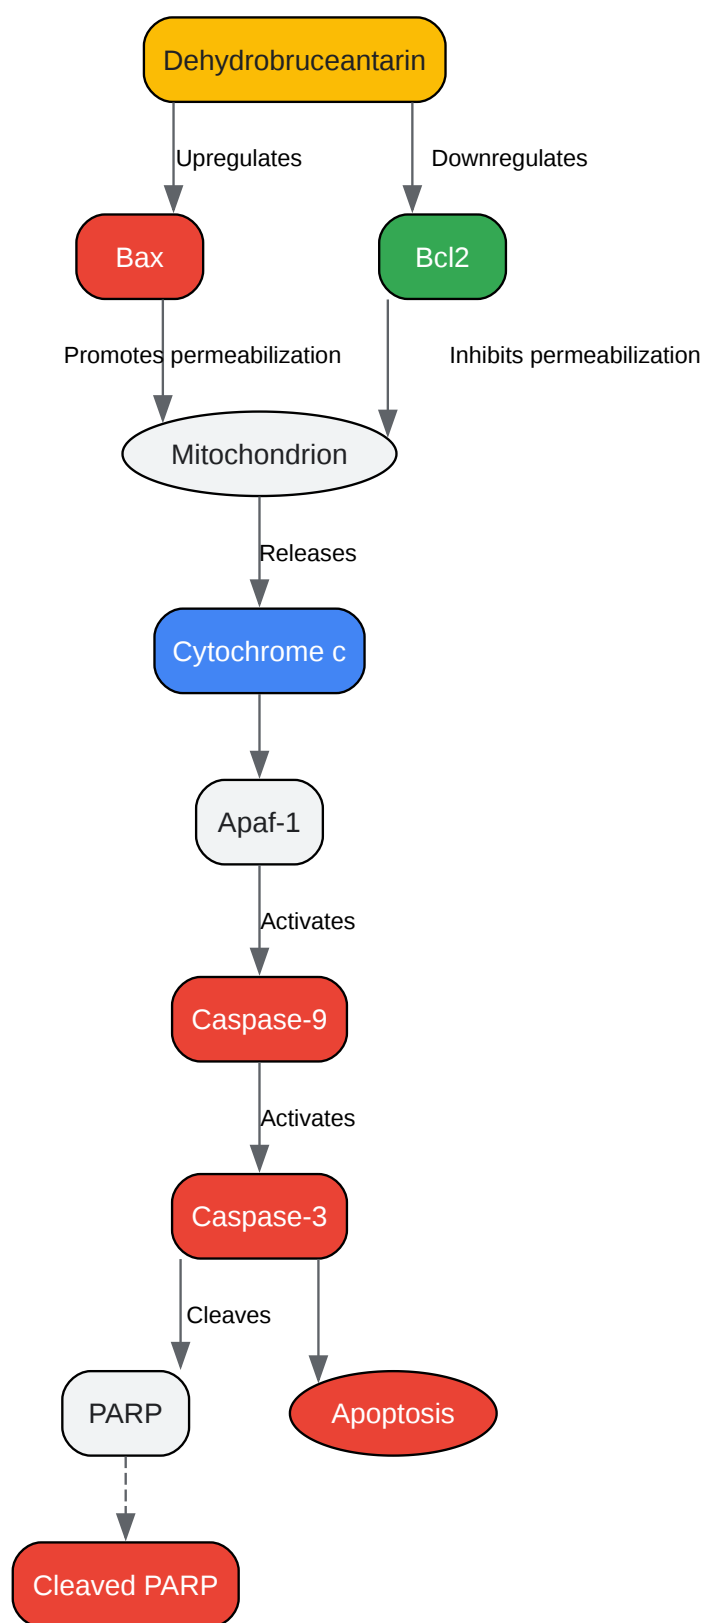 Dehydrobruceantarin
Upregulates
Downregulates
Bax
Bcl2
Promotes permeabilization
Inhibits permeabilization
Mitochondrion
Releases
Cytochrome c
Apaf-1
Activates
Caspase-9
Activates
Caspase-3
Cleaves
PARP
Apoptosis
Cleaved PARP